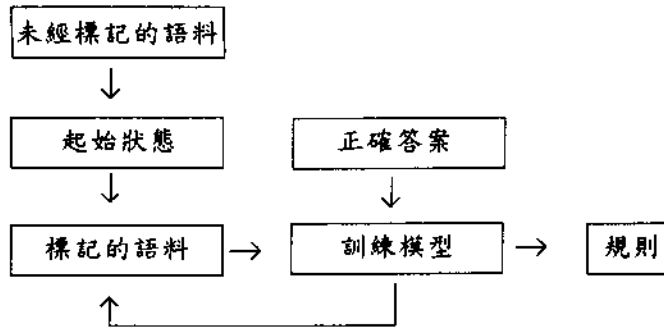 未經標記的語料
起始狀態
正確答案
標記的語料
訓練模型
規則